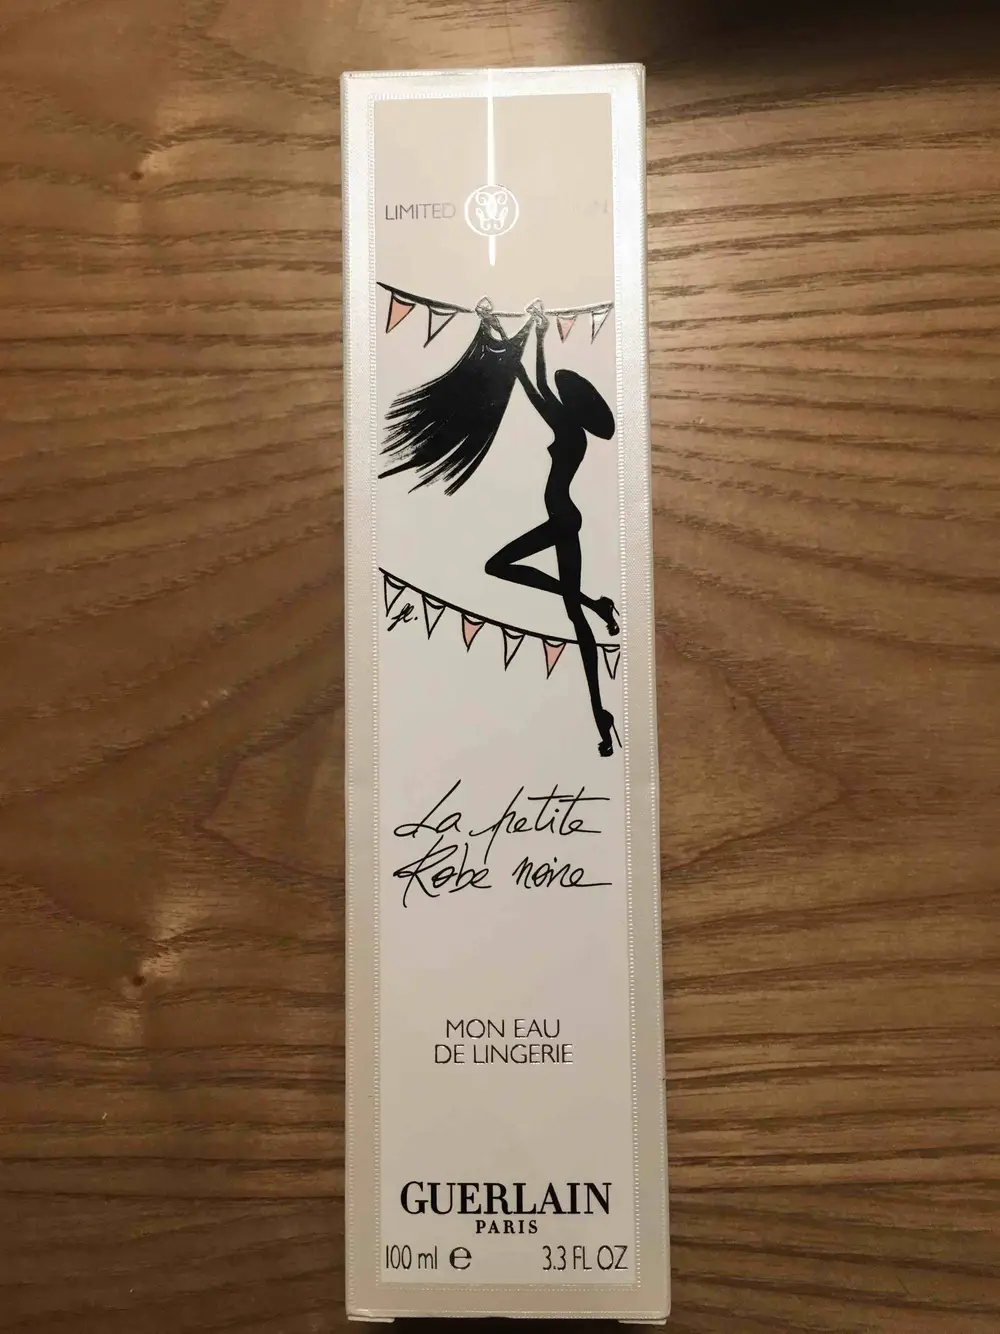 LIMITED
La petite
Robe noire
MON EAU
DE LINGERIE
GUERLAIN
PARIS
100 ml e 3.3 FL OZ